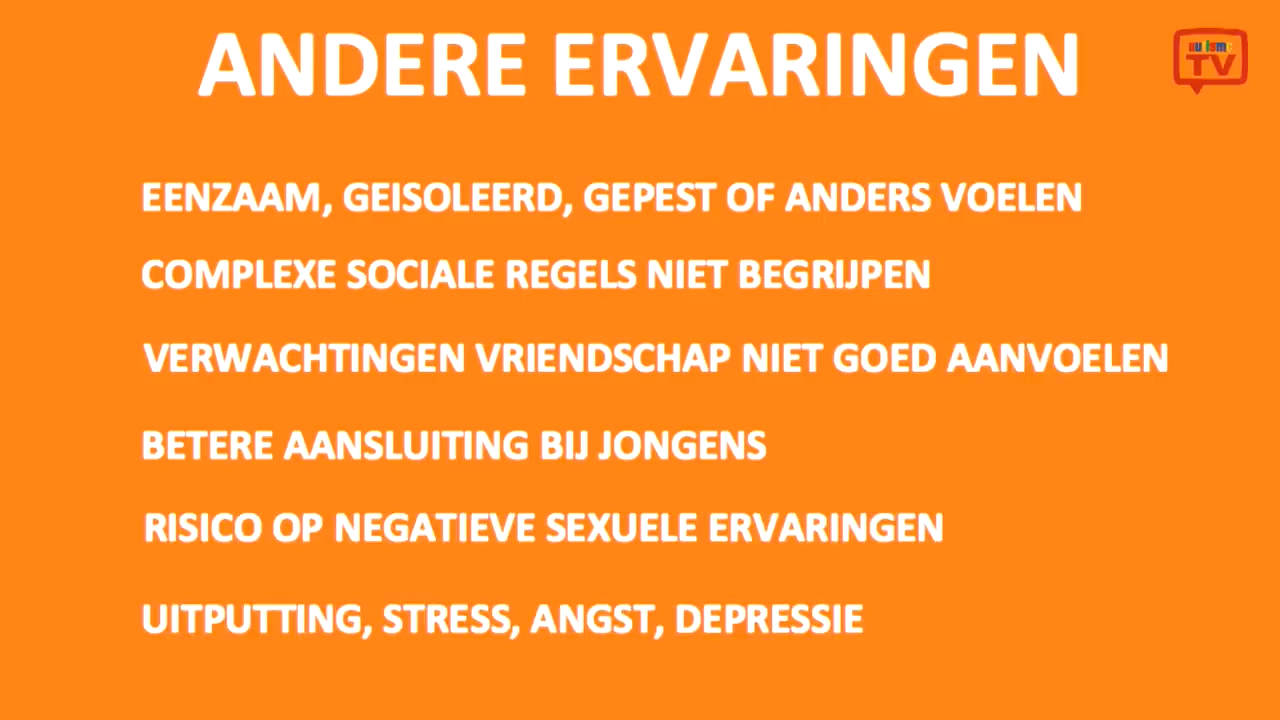 ANDERE ERVARINGEN
autisme
TV
EENZAAM, GEISOLEERD, GEPEST OF ANDERS VOELEN
COMPLEXE SOCIALE REGELS NIET BEGRIJPEN
VERWACHTINGEN VRIENDSCHAP NIET GOED AANVOELEN
BETERE AANSLUITING BIJ JONGENS
RISICO OP NEGATIEVE SEXUELE ERVARINGEN
UITPUTTING, STRESS, ANGST, DEPRESSIE